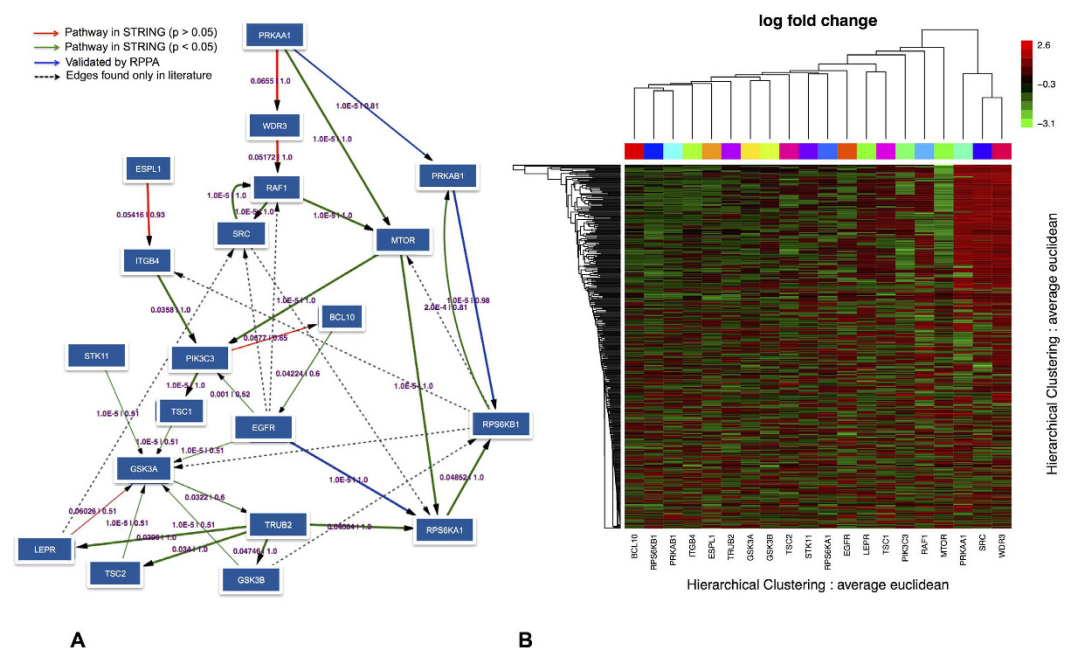 Pathway in STRING (p > 0.05)
Pathway in STRING (p < 0.05)
Validated by RPPA
Edges found only in literature
PRKAA1
0.0655 | 1.0
1.0E-5 | 0.81
WDR3
1.0E-5 | 1.0
0.05172 | 1.0
ESPL1
RAF1
PRKAB1
1.0E-5 | 1.0
1.0E-5 | 1.0
0.05416 | 0.93
1.0E-5 | 1.0
SRC
MTOR
ITGB4
1.0E-5 | 1.0
1.0E-5 | 0.98
2.0E-4 | 0.81
0.0358 | 1.0
BCL10
0.0577 | 0.65
STK11
PIK3C3
0.04224 | 0.6
1.0E-5 | 1.0
1.0E-5 | 1.0
0.001 | 0.52
1.0E-5 | 0.51
TSC1
EGFR
RPS6KB1
1.0E-5 | 0.51
1.0E-5 | 0.51
GSK3A
1.0E-5 | 1.0
0.04852 | 1.0
0.0322 | 0.6
0.06026 | 0.51
1.0E-5 | 0.51
1.0E-5 | 0.51
TRUB2
RPS6KA1
LEPR
0.034 | 1.0
0.04746 | 1.0
TSC2
GSK3B
A
log fold change
2.6
−0.3
−3.1
Hierarchical Clustering : average euclidean
BCL10
RPS6KB1
PRKAB1
ITGB4
ESPL1
TRUB2
GSK3A
GSK3B
TSC2
STK11
RPS6KA1
EGFR
LEPR
TSC1
PIK3C3
RAF1
MTOR
PRKAA1
SRC
WDR3
Hierarchical Clustering : average euclidean
B